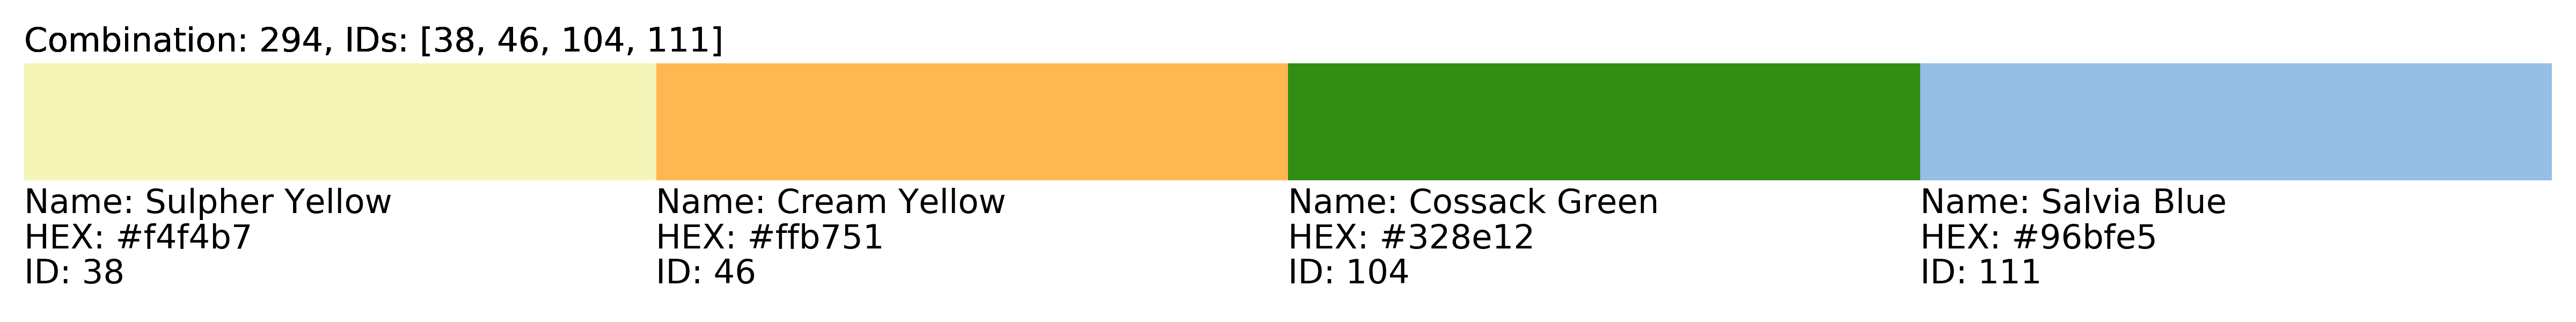 Combination: 294, IDs: [38, 46, 104, 111]
Name: Sulpher Yellow
HEX: #f4f4b7
ID: 38
Name: Cream Yellow
HEX: #ffb751
ID: 46
Name: Cossack Green
HEX: #328e12
ID: 104
Name: Salvia Blue
HEX: #96bfe5
ID: 111